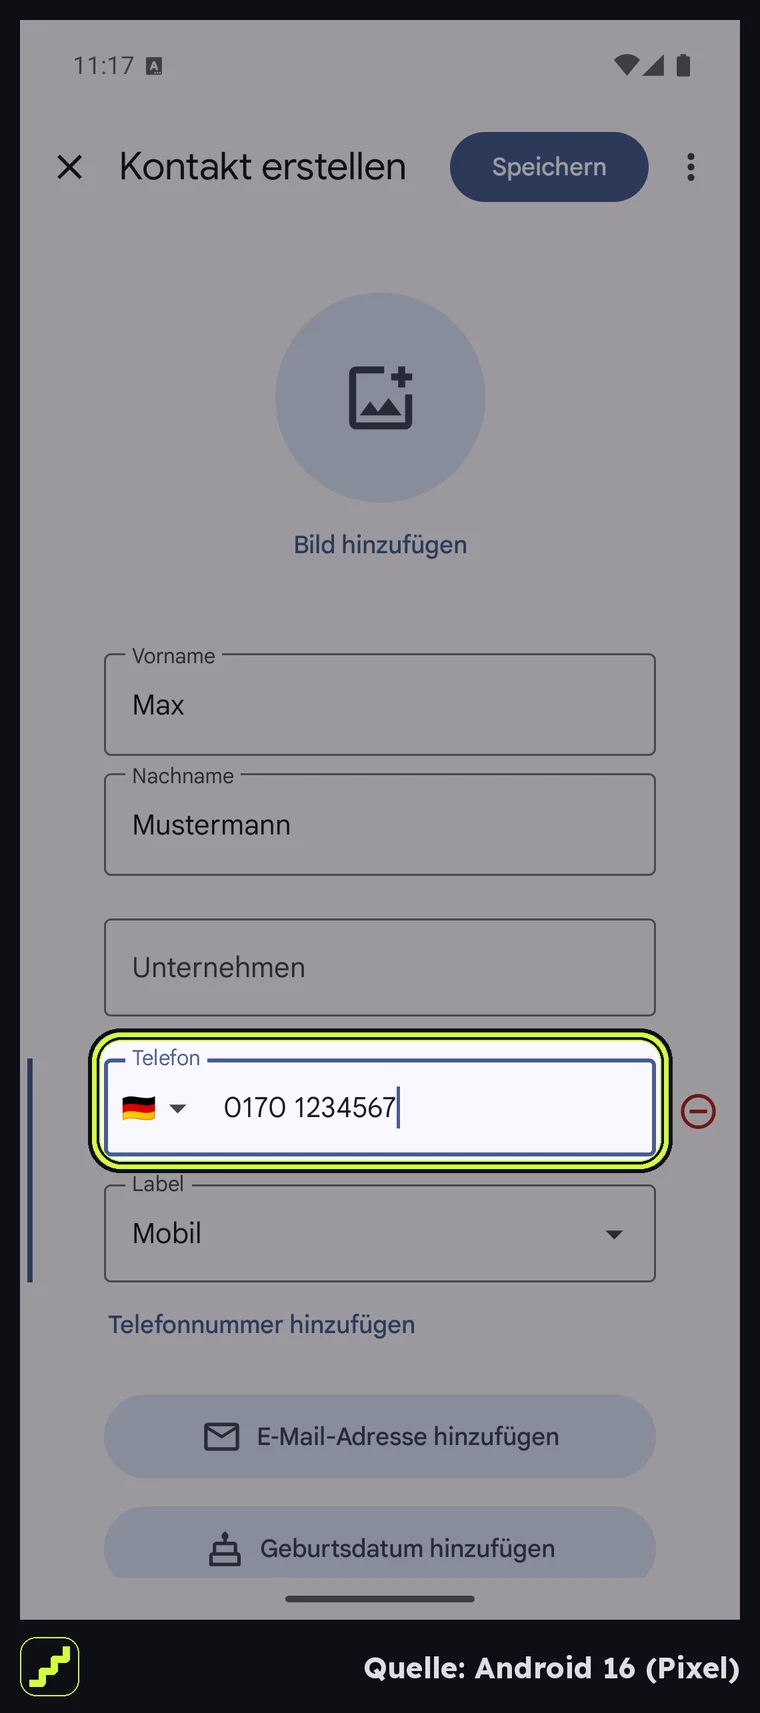 11:17
Kontakt erstellen
Speichern
Bild hinzufügen
Vorname
Max
Nachname
Mustermann
Unternehmen
Telefon
0170 1234567
Label
Mobil
Telefonnummer hinzufügen
E-Mail-Adresse hinzufügen
Geburtsdatum hinzufügen
Quelle: Android 16 (Pixel)